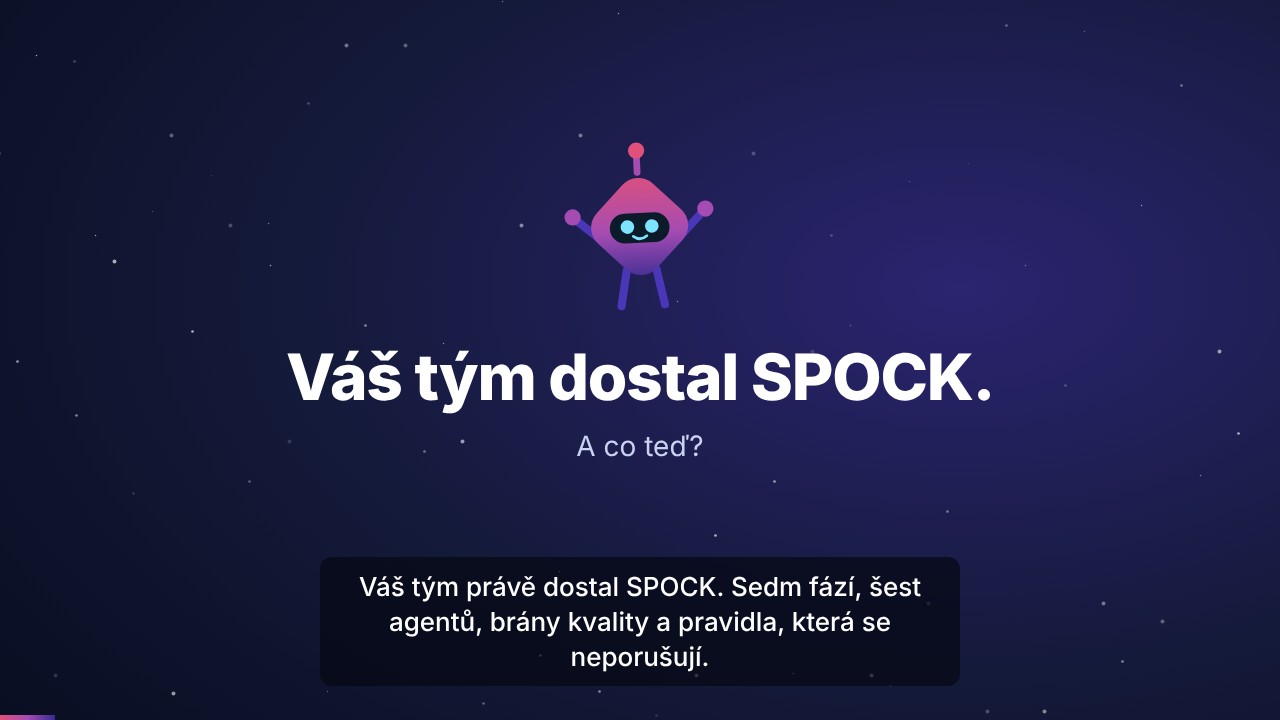 Váš tým dostal SPOCK.
A co teď?
Váš tým právě dostal SPOCK. Sedm fází, šest
agentů, brány kvality a pravidla, která se
neporušují.